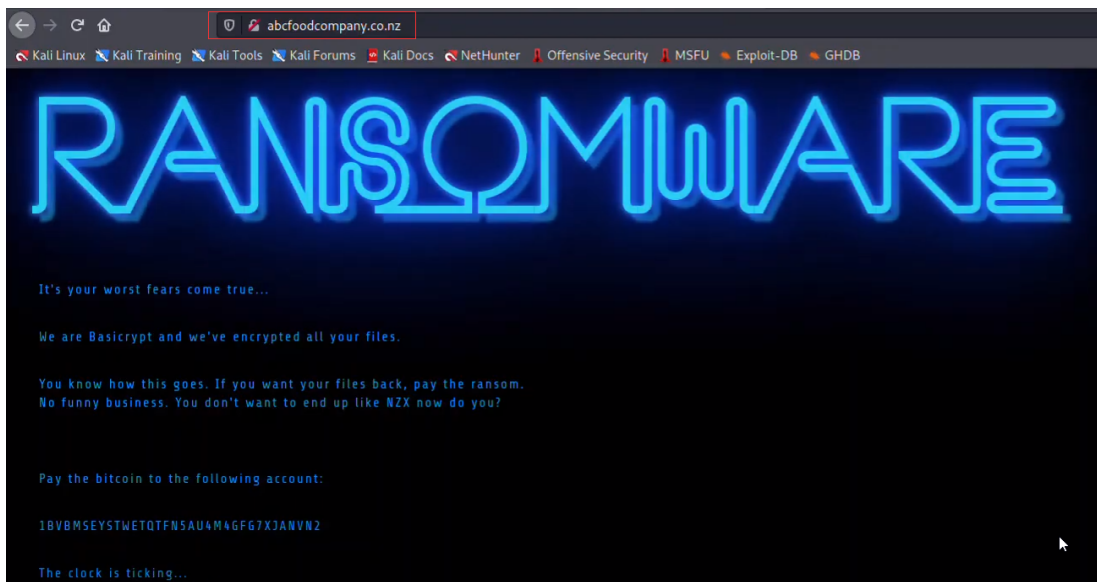 abcfoodcompany.co.nz
Kali Linux Kali Training Kali Tools Kali Forums Kali Docs NetHunter Offensive Security MSFU Exploit-DB GHDB
RANSOMWARE
It's your worst fears come true...
We are Basicrypt and we've encrypted all your files.
You know how this goes. If you want your files back, pay the ransom.
No funny business. You don't want to end up like NZX now do you?
Pay the bitcoin to the following account:
1BVBMSEYSTWETQTFN5AU4M4GFG7XJANVN2
The clock is ticking...